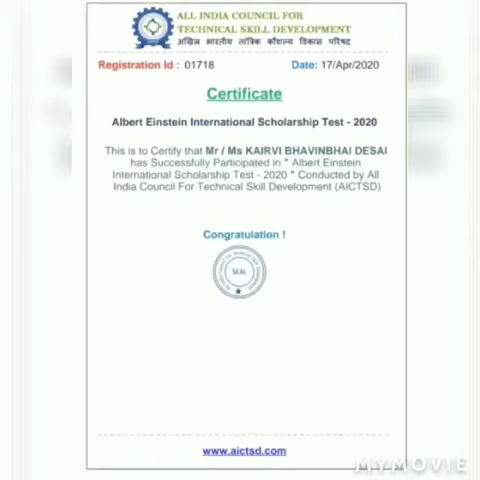 ALL INDIA COUNCIL FOR
TECHNICAL SKILL DEVELOPMENT
अखिल भारतीय तांत्रिक कौशल्य विकास परिषद
Registration Id : 01718
Date: 17/Apr/2020
Certificate
Albert Einstein International Scholarship Test - 2020
This is to Certify that Mr / Ms KAIRVI BHAVINBHAI DESAI
has Successfully Participated in " Albert Einstein
International Scholarship Test - 2020 " Conducted by All
India Council For Technical Skill Development (AICTSD)
Congratulation !
SEAL
www.aictsd.com
MYMOVIE